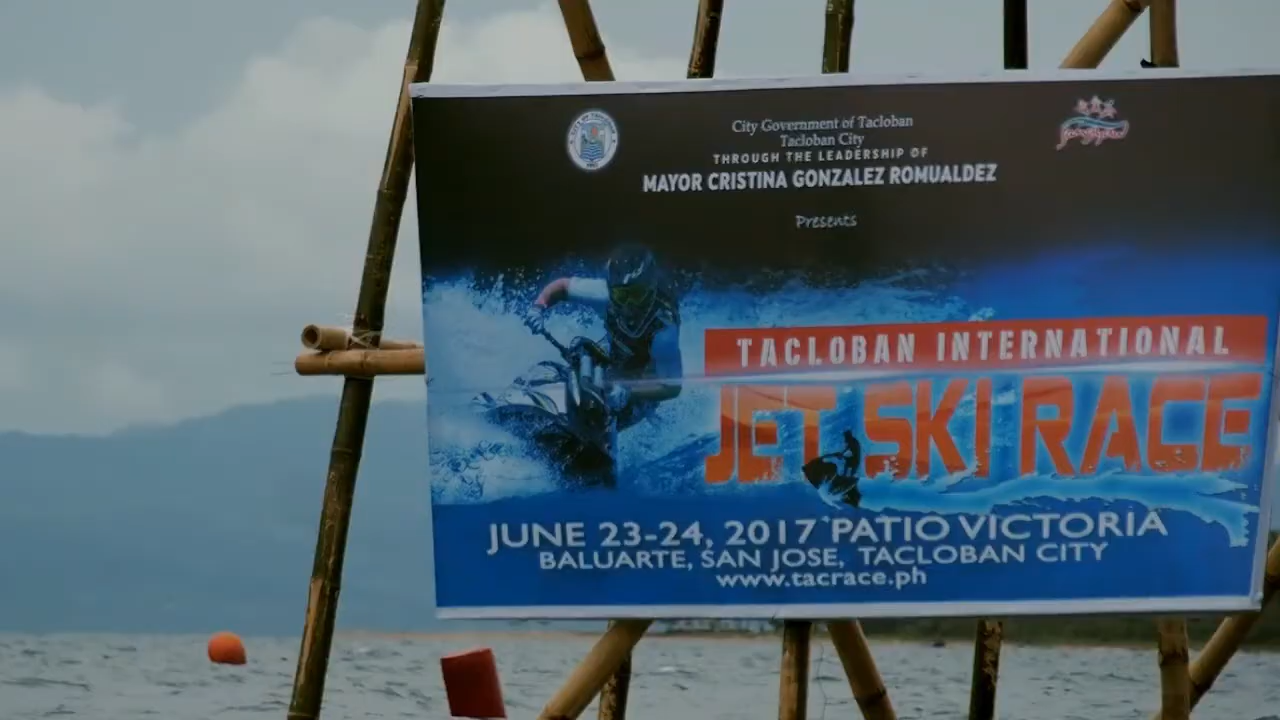 City Government of Tacloban
Tacloban City
THROUGH THE LEADERSHIP OF
MAYOR CRISTINA GONZALEZ ROMUALDEZ
Presents
TACLOBAN INTERNATIONAL
JET SKI RACE
JUNE 23-24, 2017 PATIO VICTORIA
BALUARTE, SAN JOSE, TACLOBAN CITY
www.tacrace.ph